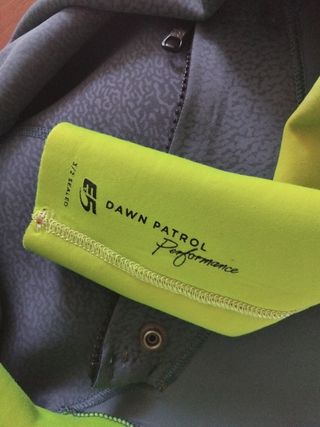 3/2 SEALED
E5
DAWN PATROL
Performance